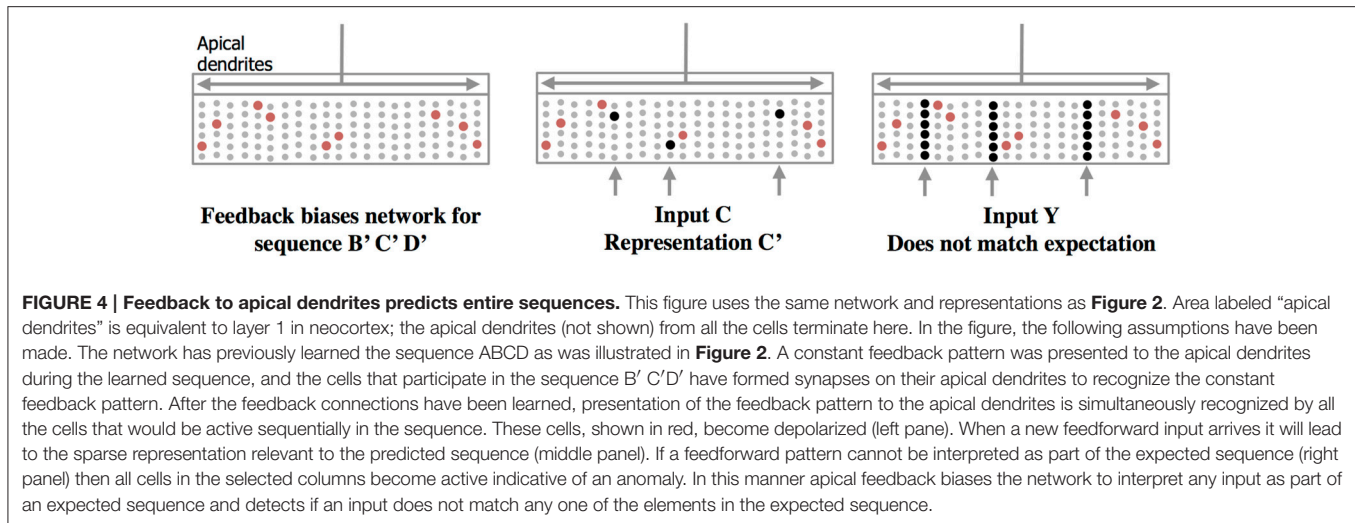 Apical
dendrites
Feedback biases network for
sequence B’ C’ D’
Input C
Representation C’
Input Y
Does not match expectation
FIGURE 4 | Feedback to apical dendrites predicts entire sequences. This figure uses the same network and representations as Figure 2. Area labeled “apical
dendrites” is equivalent to layer 1 in neocortex; the apical dendrites (not shown) from all the cells terminate here. In the figure, the following assumptions have been
made. The network has previously learned the sequence ABCD as was illustrated in Figure 2. A constant feedback pattern was presented to the apical dendrites
during the learned sequence, and the cells that participate in the sequence B′ C′D′ have formed synapses on their apical dendrites to recognize the constant
feedback pattern. After the feedback connections have been learned, presentation of the feedback pattern to the apical dendrites is simultaneously recognized by all
the cells that would be active sequentially in the sequence. These cells, shown in red, become depolarized (left pane). When a new feedforward input arrives it will lead
to the sparse representation relevant to the predicted sequence (middle panel). If a feedforward pattern cannot be interpreted as part of the expected sequence (right
panel) then all cells in the selected columns become active indicative of an anomaly. In this manner apical feedback biases the network to interpret any input as part of
an expected sequence and detects if an input does not match any one of the elements in the expected sequence.